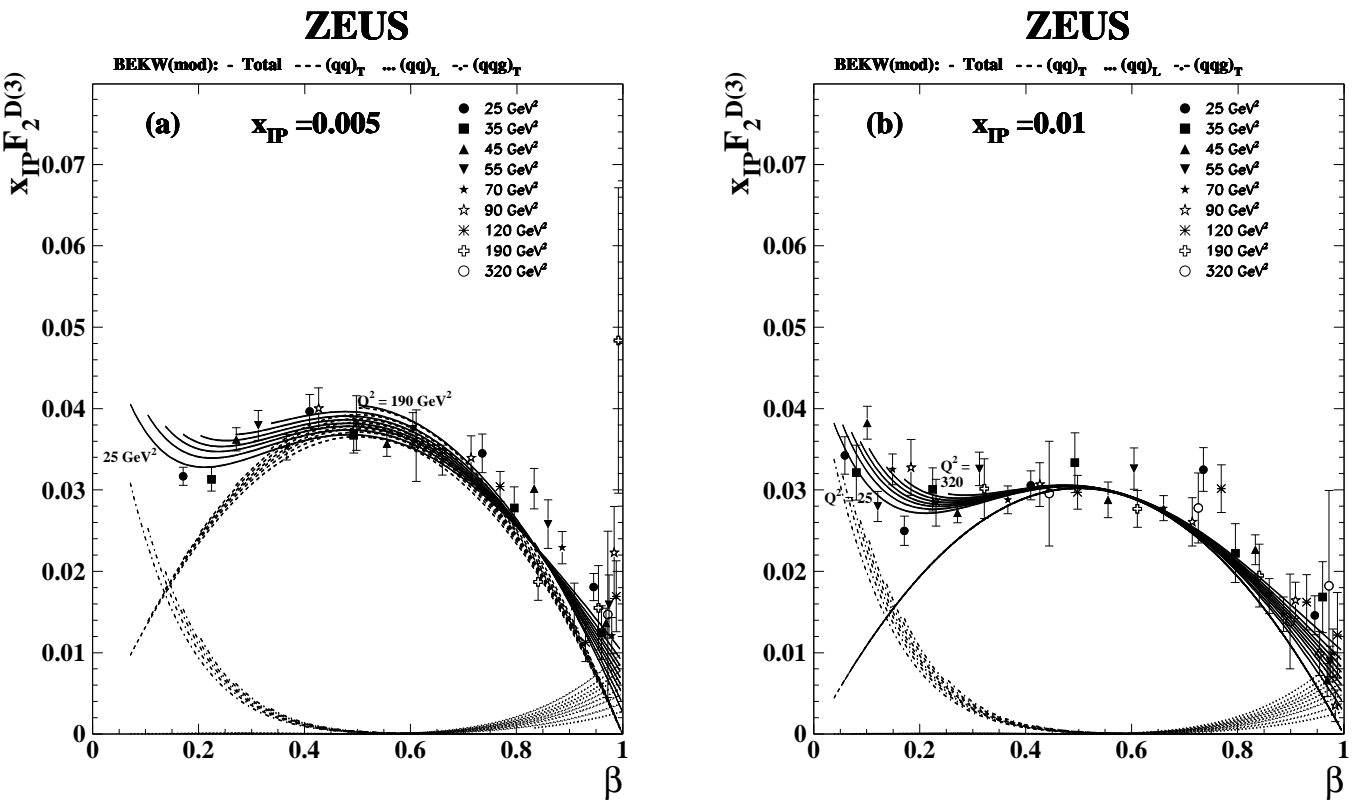 ZEUS
BEKW(mod): - Total --- (qq)T ... (qq)L -.- (qqg)T
xIPF2D(3)
(a) xIP =0.005
25 GeV2
35 GeV2
45 GeV2
55 GeV2
70 GeV2
90 GeV2
120 GeV2
190 GeV2
320 GeV2
0.07
0.06
0.05
0.04
0.03
0.02
0.01
0
Q2 = 190 GeV2
25 GeV2
0 0.2 0.4 0.6 0.8 1
β
ZEUS
BEKW(mod): - Total --- (qq)T ... (qq)L -.- (qqg)T
xIPF2D(3)
(b) xIP =0.01
25 GeV2
35 GeV2
45 GeV2
55 GeV2
70 GeV2
90 GeV2
120 GeV2
190 GeV2
320 GeV2
0.07
0.06
0.05
0.04
0.03
0.02
0.01
0
Q2 =
320
Q2 = 25
0 0.2 0.4 0.6 0.8 1
β